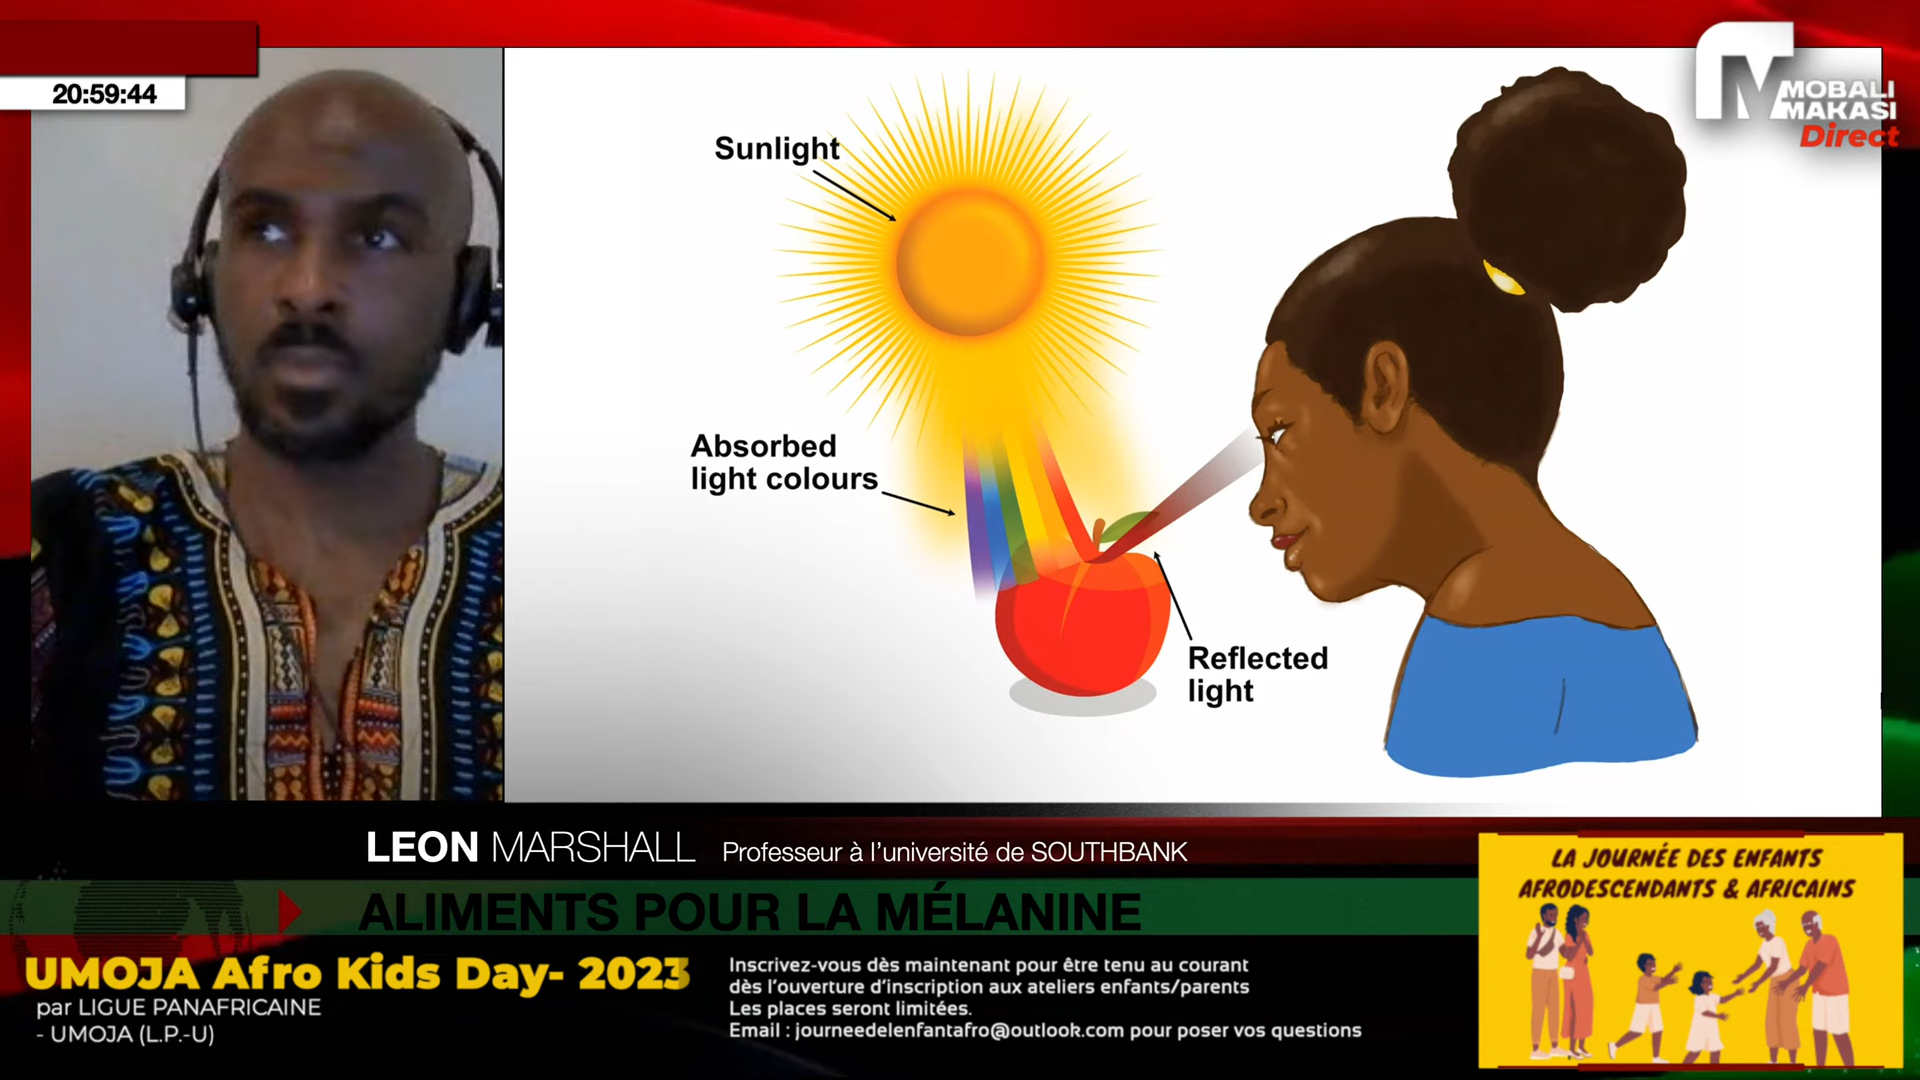 20:59:44
MOBALI
MAKASI
Direct
Sunlight
Absorbed
light colours
Reflected
light
LEON MARSHALL Professeur à l'université de SOUTHBANK
ALIMENTS POUR LA MÉLANINE
UMOJA Afro Kids Day- 2023
par LIGUE PANAFRICAINE
- UMOJA (L.P.-U)
Inscrivez-vous dès maintenant pour être tenu au courant
dès l'ouverture d'inscription aux ateliers enfants/parents
Les places seront limitées.
Email : journeedelenfantafro@outlook.com pour poser vos questions
LA JOURNÉE DES ENFANTS
AFRODESCENDANTS & AFRICAINS